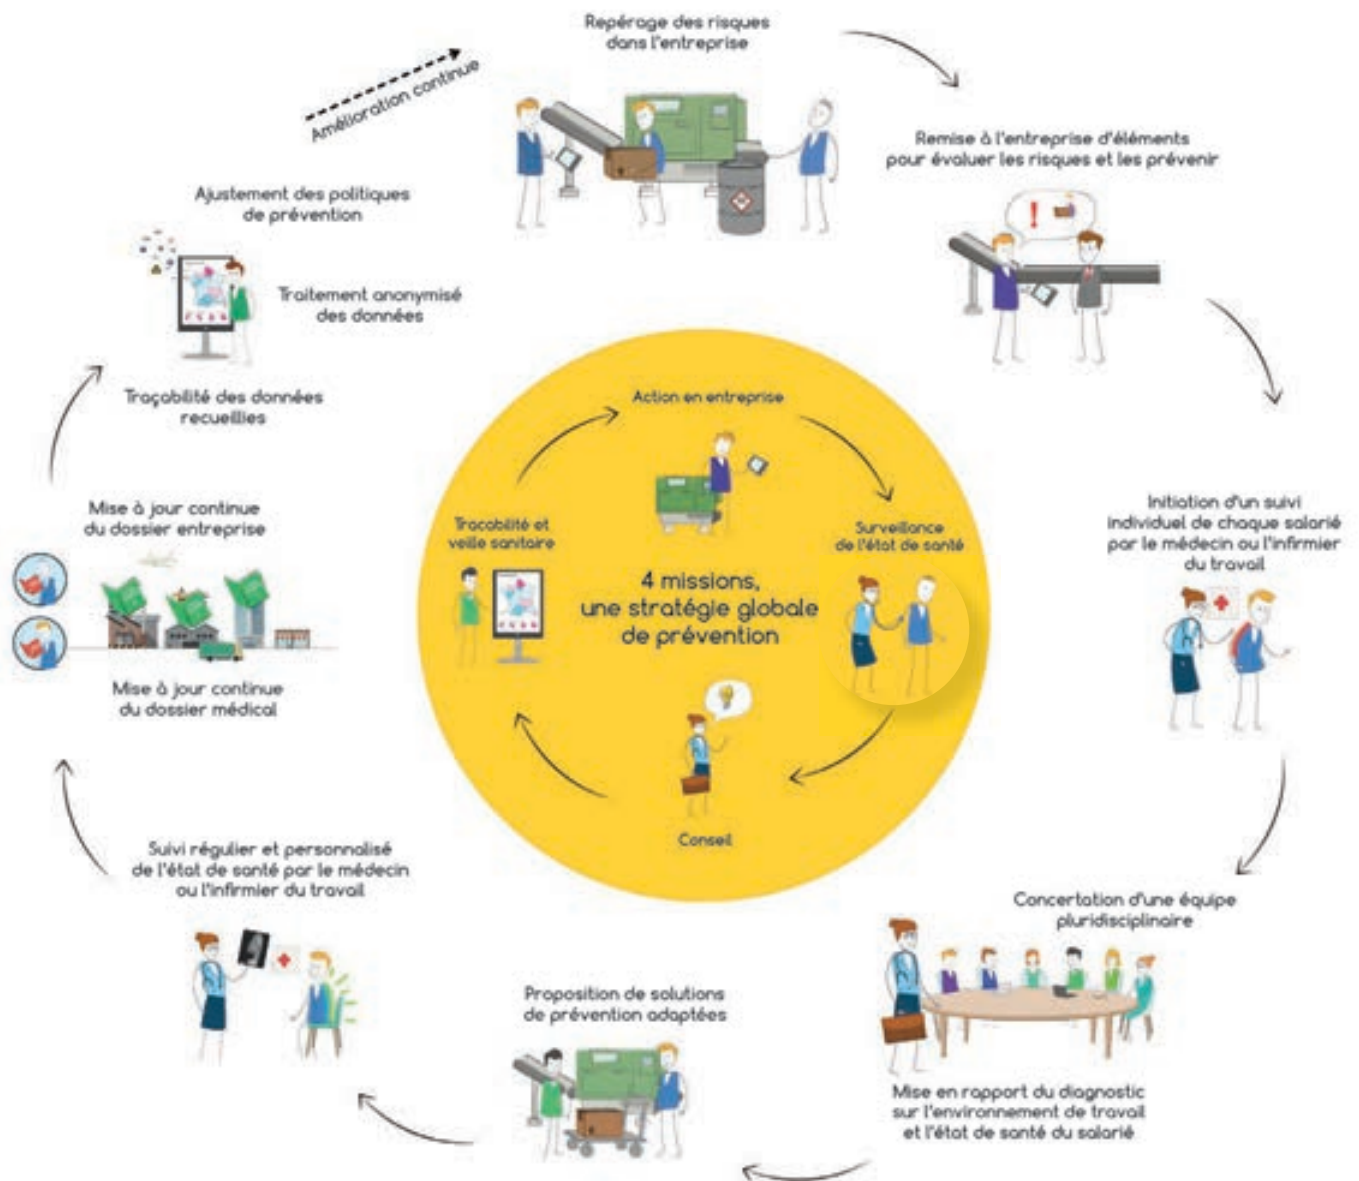 Repérage des risques
dans l'entreprise
Amélioration continue
Remise à l'entreprise d'éléments
pour évaluer les risques et les prévenir
Ajustement des politiques
de prévention
Traitement anonymisé
des données
Traçabilité des données
recueillies
Action en entreprise
Initiation d'un suivi
individuel de chaque salarié
par le médecin ou l'infirmier
du travail
Mise à jour continue
du dossier entreprise
Tracabilité et
veille sanitaire
Surveillance
de l'état de santé
4 missions,
une stratégie globale
de prévention
Mise à jour continue
du dossier médical
Conseil
Suivi régulier et personnalisé
de l'état de santé par le médecin
ou l'infirmier du travail
Concertation d'une équipe
pluridisciplinaire
Proposition de solutions
de prévention adaptées
Mise en rapport du diagnostic
sur l'environnement de travail
et l'état de santé du salarié